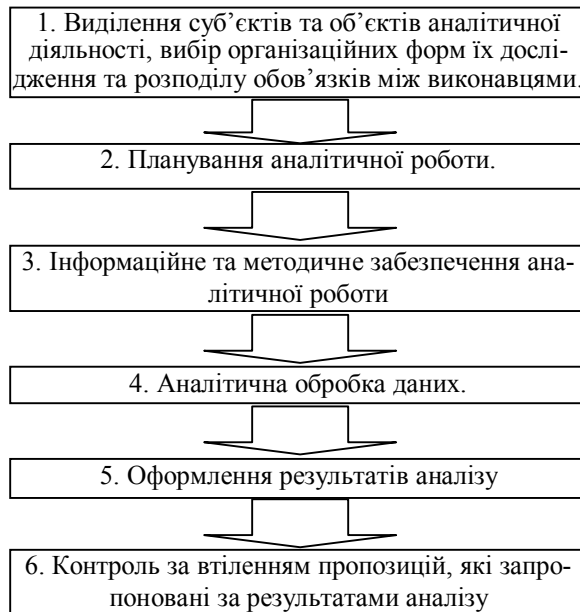 1. Виділення суб’єктів та об’єктів аналітичної
діяльності, вибір організаційних форм їх дослі-
дження та розподілу обов’язків між виконавцями.
2. Планування аналітичної роботи.
3. Інформаційне та методичне забезпечення ана-
літичної роботи
4. Аналітична обробка даних.
5. Оформлення результатів аналізу
6. Контроль за втіленням пропозицій, які запро-
поновані за результатами аналізу